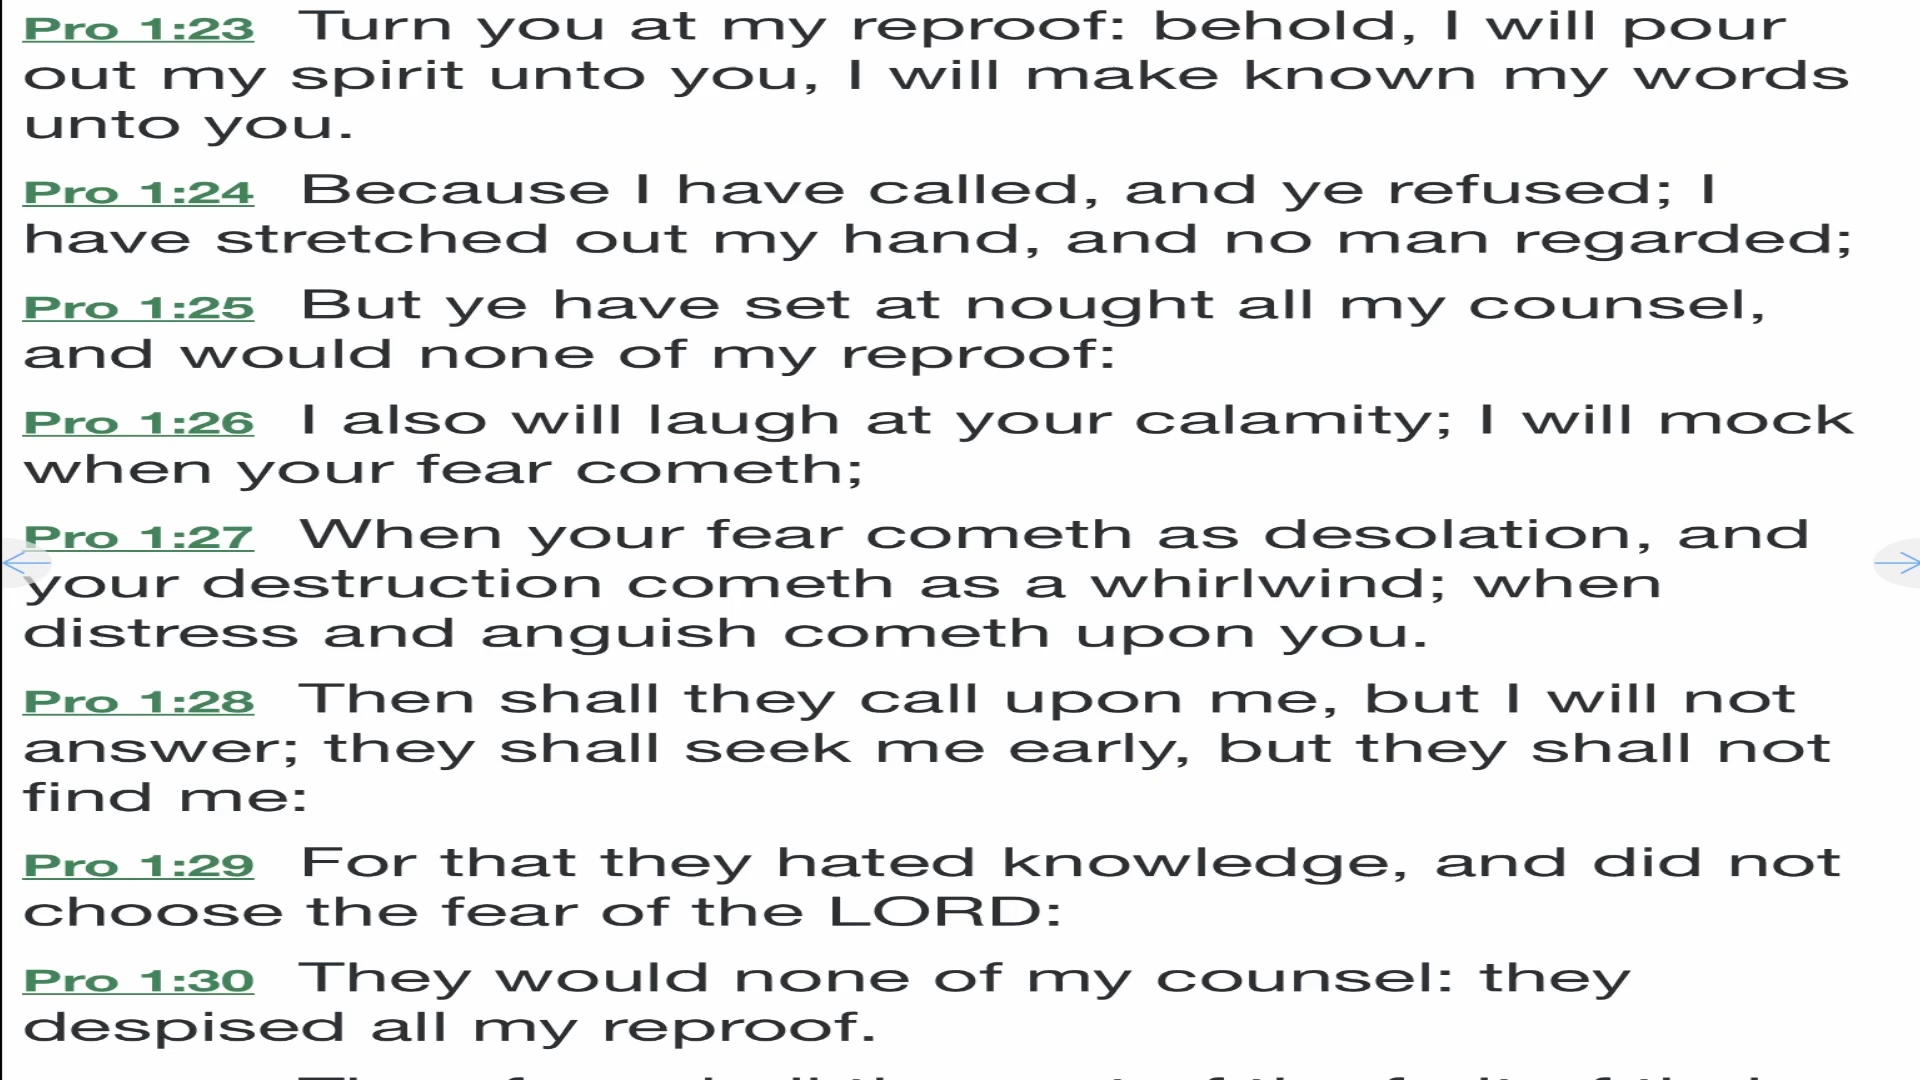 Pro 1:23 Turn you at my reproof: behold, I will pour
out my spirit unto you, I will make known my words
unto you.
Pro 1:24 Because I have called, and ye refused; I
have stretched out my hand, and no man regarded;
Pro 1:25 But ye have set at nought all my counsel,
and would none of my reproof:
Pro 1:26 I also will laugh at your calamity; I will mock
when your fear cometh;
Pro 1:27 When your fear cometh as desolation, and
your destruction cometh as a whirlwind; when
distress and anguish cometh upon you.
Pro 1:28 Then shall they call upon me, but I will not
answer; they shall seek me early, but they shall not
find me:
Pro 1:29 For that they hated knowledge, and did not
choose the fear of the LORD:
Pro 1:30 They would none of my counsel: they
despised all my reproof.